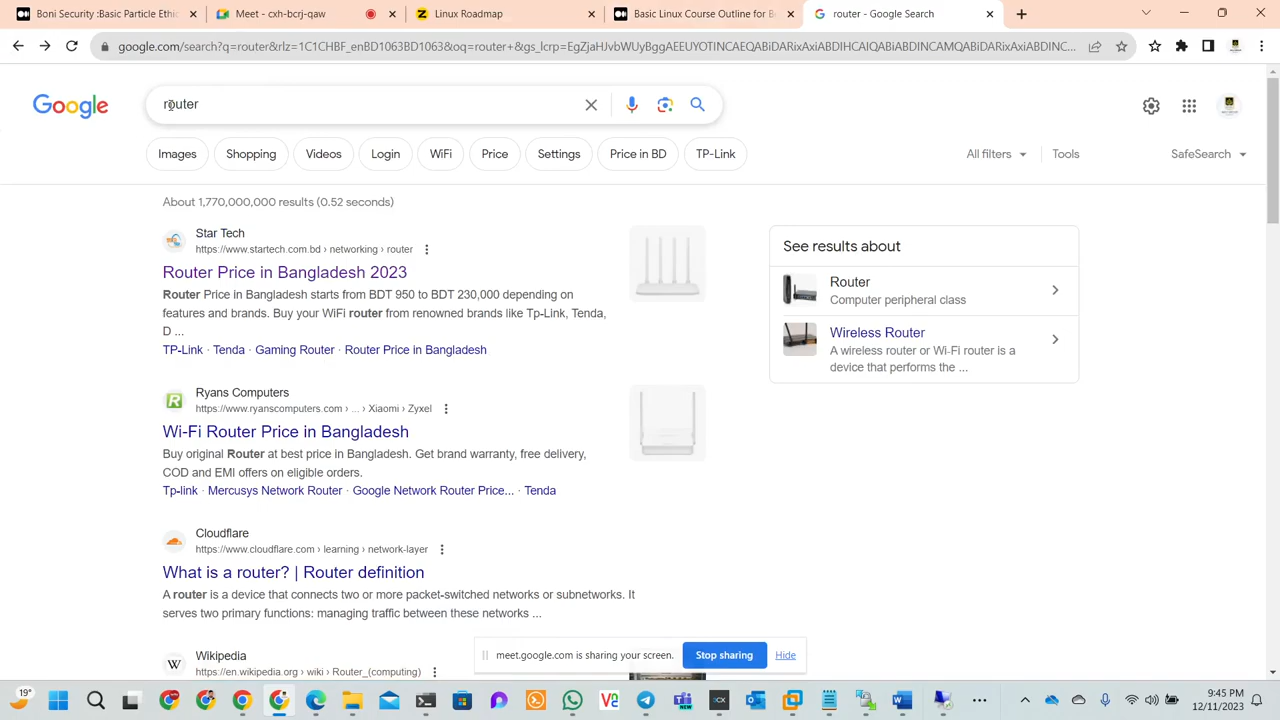 Boni Security :Basic Particle Ethic
Meet - cxh-bcrj-qaw
Linux Roadmap
Basic Linux Course Outline for B
router - Google Search
google.com/search?q=router&rlz=1C1CHBF_enBD1063BD1063&oq=router+&gs_lcrp=EgZjaHJvbWUyBggAEEUYOTINCAEQABiDARixAxiABDIHCAIQABiABDINCAMQABiDARixAxiABDINC...
Google
router
Images
Shopping
Videos
Login
WiFi
Price
Settings
Price in BD
TP-Link
All filters
Tools
SafeSearch
About 1,770,000,000 results (0.52 seconds)
Star Tech
https://www.startech.com.bd › networking › router
Router Price in Bangladesh 2023
Router Price in Bangladesh starts from BDT 950 to BDT 230,000 depending on
features and brands. Buy your WiFi router from renowned brands like Tp-Link, Tenda,
D ...
TP-Link · Tenda · Gaming Router · Router Price in Bangladesh
Ryans Computers
https://www.ryanscomputers.com › ... › Xiaomi › Zyxel
Wi-Fi Router Price in Bangladesh
Buy original Router at best price in Bangladesh. Get brand warranty, free delivery,
COD and EMI offers on eligible orders.
Tp-link · Mercusys Network Router · Google Network Router Price... · Tenda
Cloudflare
https://www.cloudflare.com › learning › network-layer
What is a router? | Router definition
A router is a device that connects two or more packet-switched networks or subnetworks. It
serves two primary functions: managing traffic between these networks ...
Wikipedia
https://en.wikipedia.org › wiki › Router_(computing)
See results about
Router
Computer peripheral class
Wireless Router
A wireless router or Wi-Fi router is a
device that performs the ...
meet.google.com is sharing your screen.
Stop sharing
Hide
19°
9:45 PM
12/11/2023